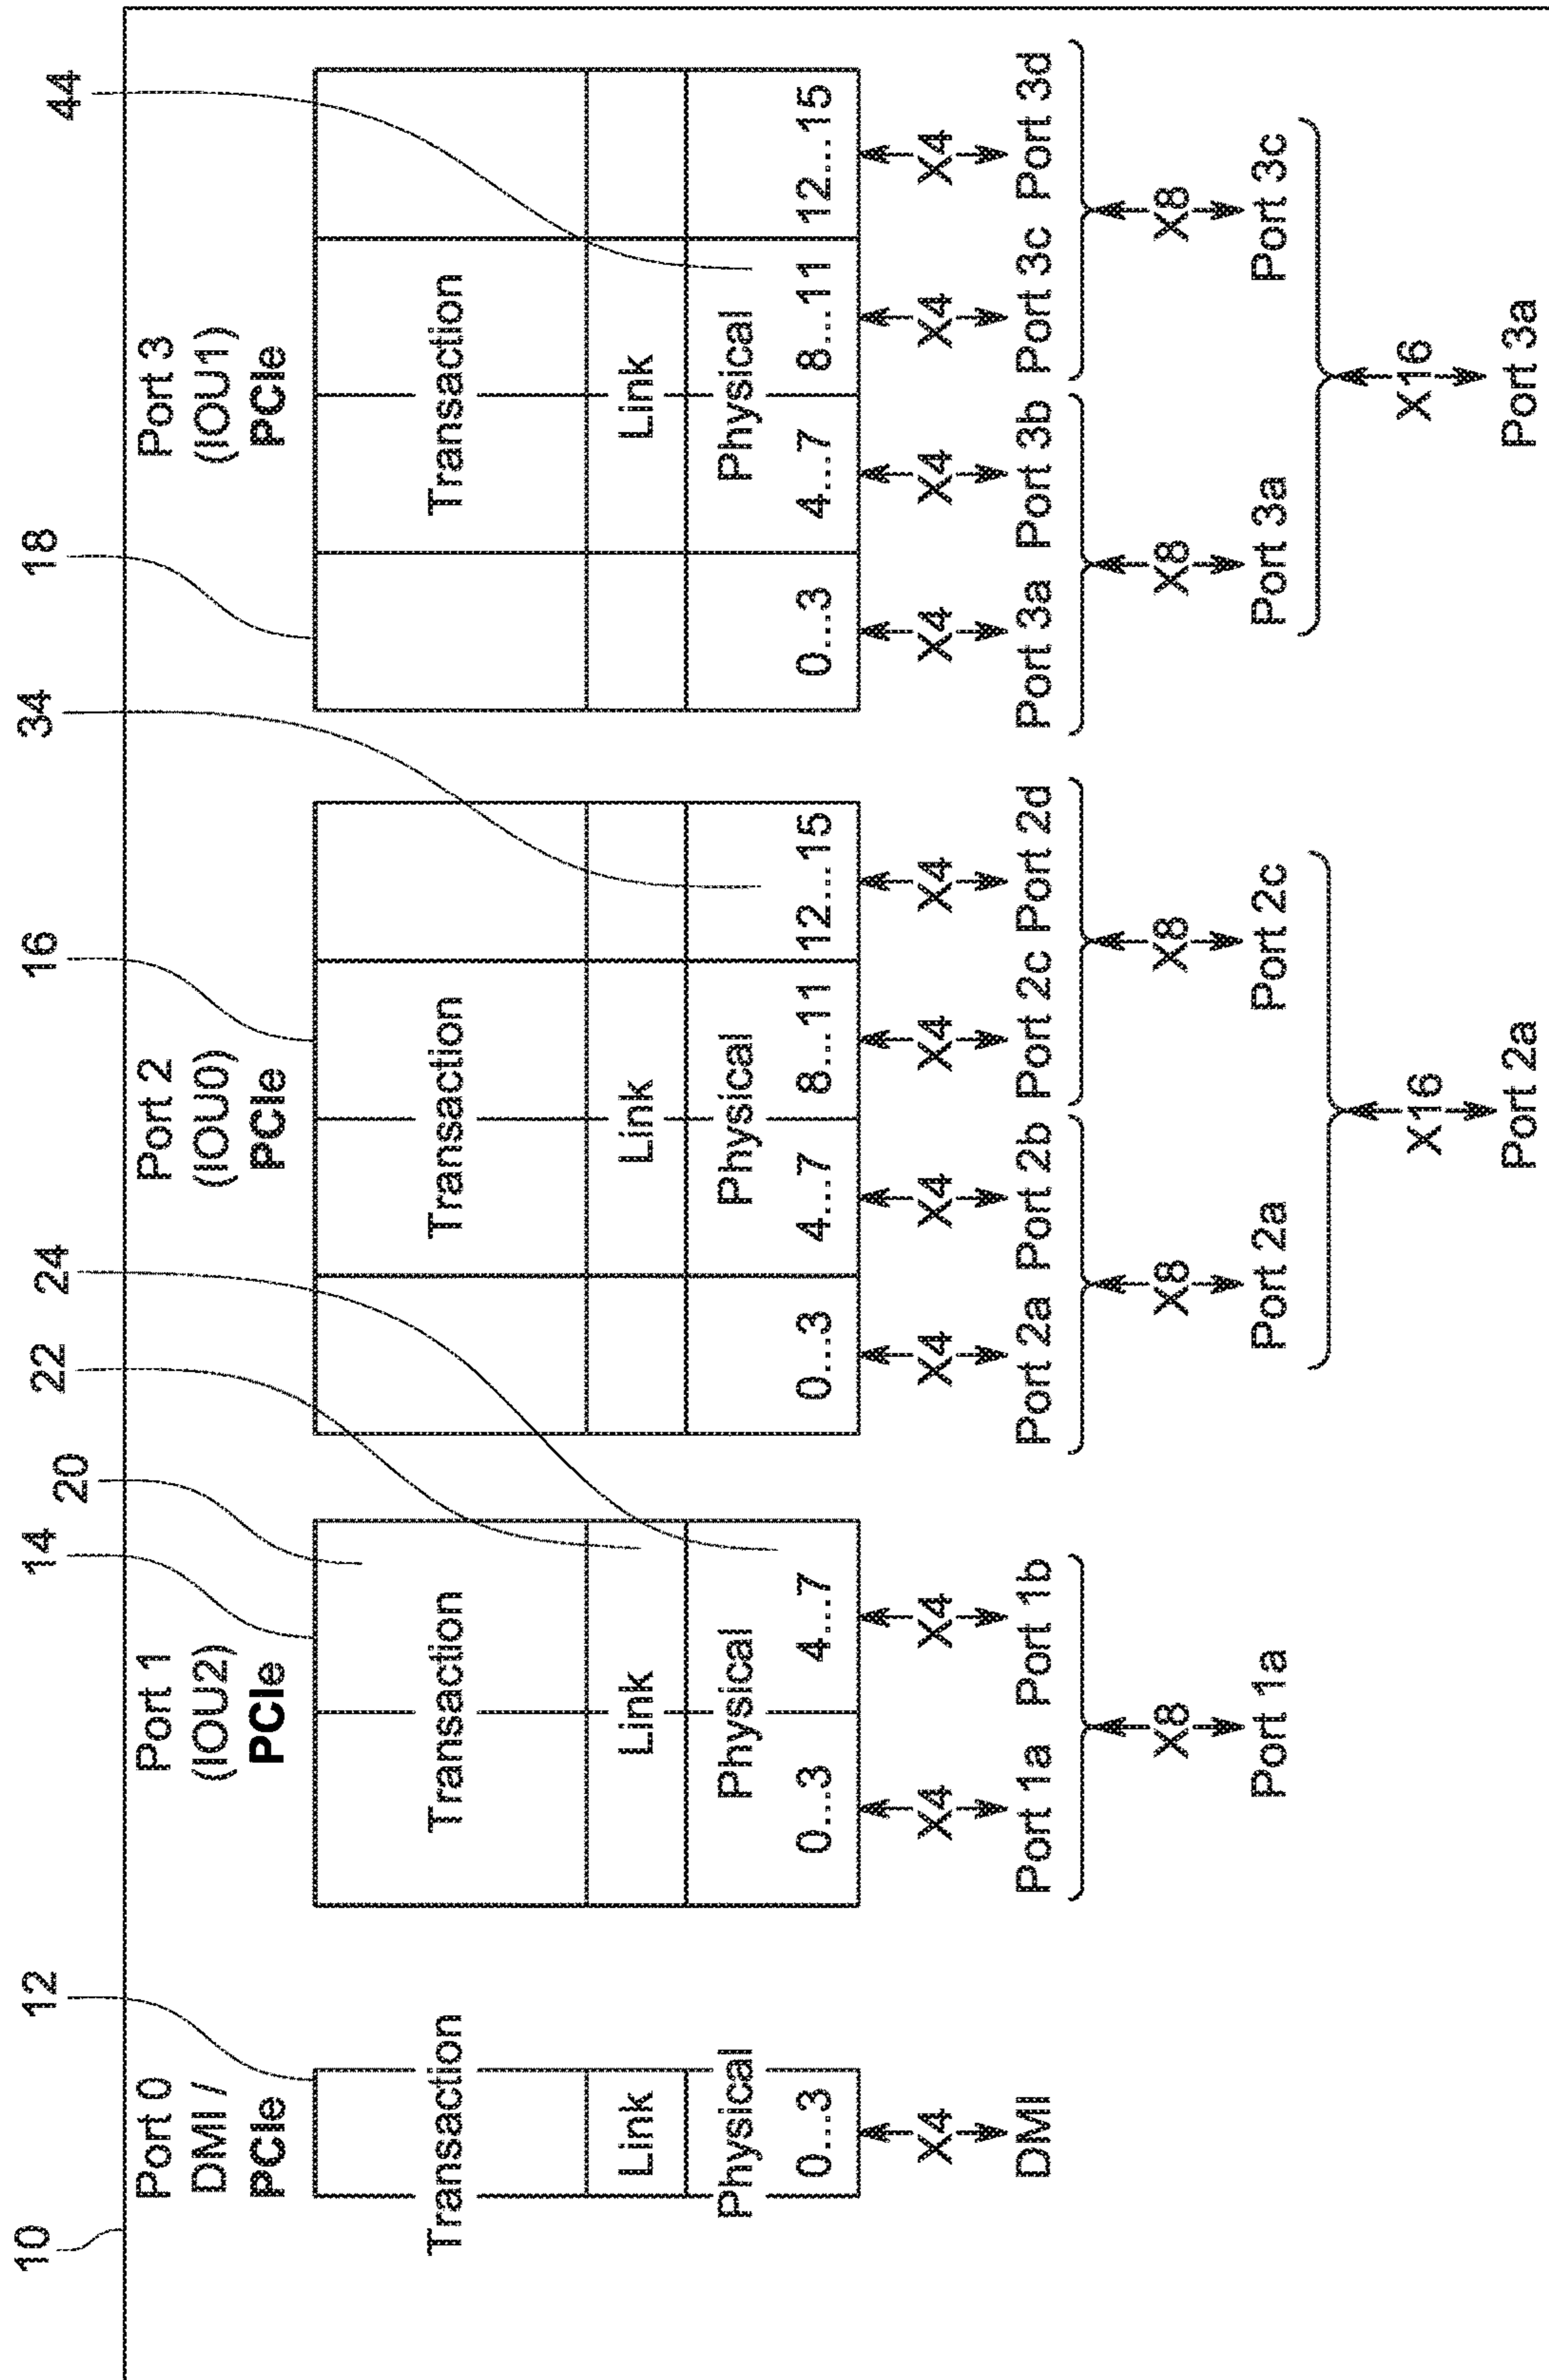 10
12
14
20
22
24
16
34
18
44
Port 0
DMI /
PCIe
Port 1
(IOU2)
PCIe
Port 2
(IOU0)
PCIe
Port 3
(IOU1)
PCIe
Transaction
Transaction
Transaction
Transaction
Link
Link
Link
Link
Physical
Physical
Physical
Physical
0...3
0...3
4...7
0...3
4...7
8...11
12...15
0...3
4...7
8...11
12...15
X4
X4
X4
X4
X4
X4
X4
X4
X4
X4
X4
DMI
Port 1a
Port 1b
Port 2a
Port 2b
Port 2c
Port 2d
Port 3a
Port 3b
Port 3c
Port 3d
X8
X8
X8
X8
X8
Port 1a
Port 2a
Port 2c
Port 3a
Port 3c
X16
X16
Port 2a
Port 3a